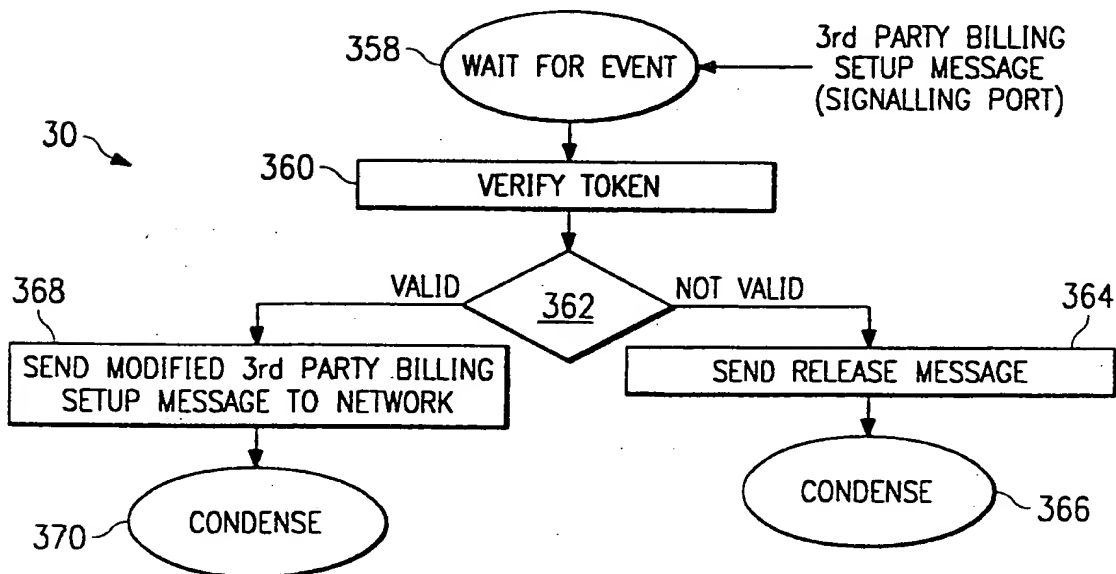 358
WAIT FOR EVENT
3rd PARTY BILLING
SETUP MESSAGE
(SIGNALLING PORT)
30
360
VERIFY TOKEN
VALID
362
NOT VALID
368
SEND MODIFIED 3rd PARTY BILLING
SETUP MESSAGE TO NETWORK
364
SEND RELEASE MESSAGE
370
CONDENSE
CONDENSE
366